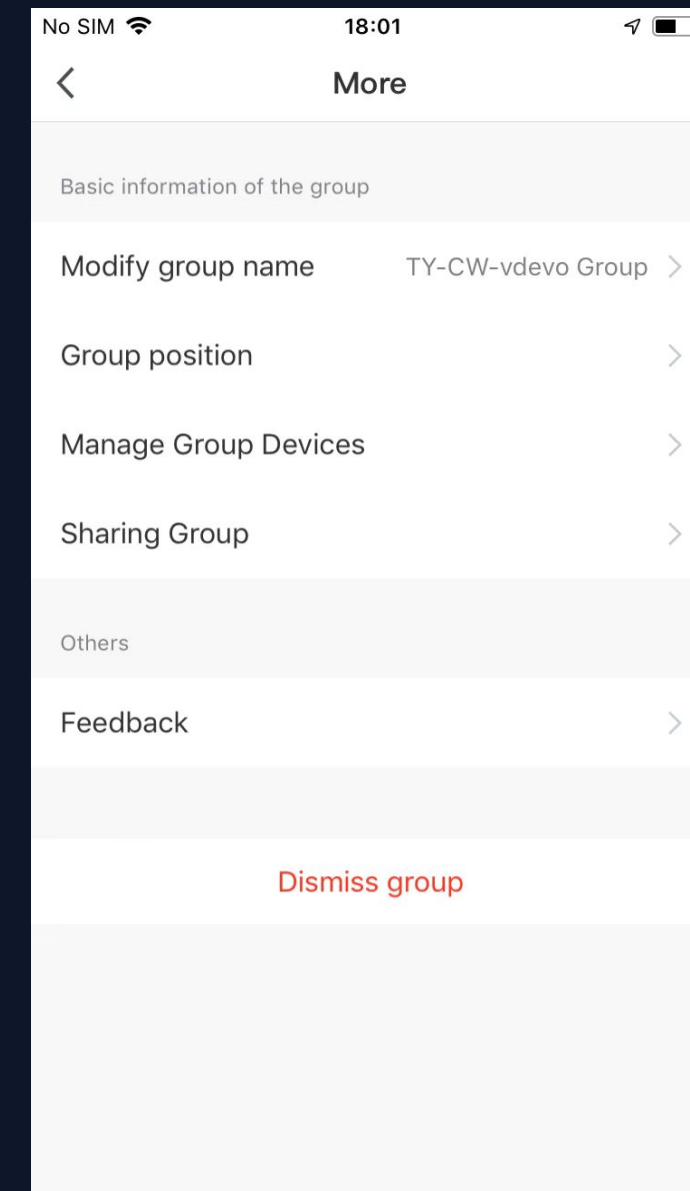 No SIM 18:01
More
Basic information of the group
Modify group name TY-CW-vdevo Group
Group position
Manage Group Devices
Sharing Group
Others
Feedback
Dismiss group